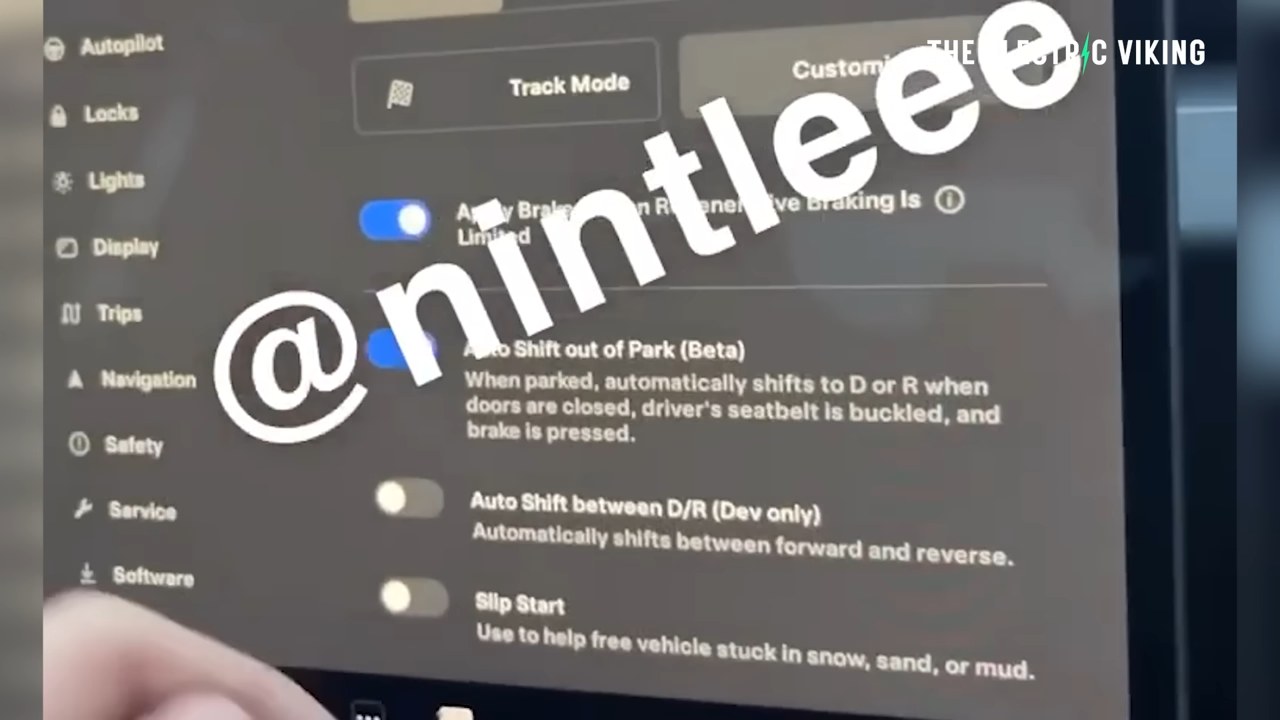 THE ELECTRIC VIKING
Autopilot
Locks
Lights
Display
Trips
Navigation
Safety
Service
Software
Track Mode
@nintleee
Braking Is
Limited
Auto Shift out of Park (Beta)
When parked, automatically shifts to D or R when
doors are closed, driver's seatbelt is buckled, and
brake is pressed.
Auto Shift between D/R (Dev only)
Automatically shifts between forward and reverse.
Slip Start
Use to help free vehicle stuck in snow, sand, or mud.